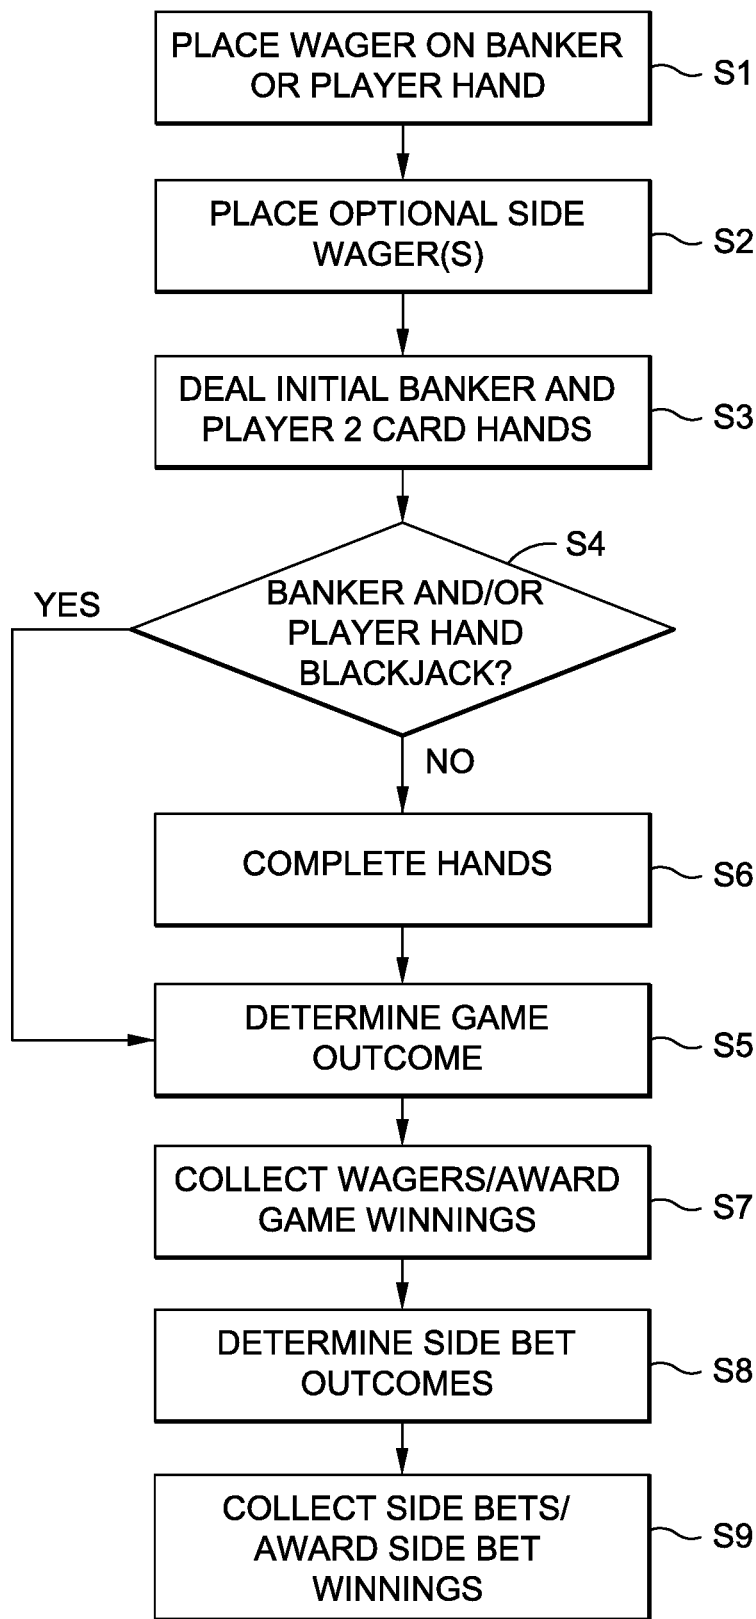 PLACE WAGER ON BANKER
OR PLAYER HAND
S1
PLACE OPTIONAL SIDE
WAGER(S)
S2
DEAL INITIAL BANKER AND
PLAYER 2 CARD HANDS
S3
S4
YES
BANKER AND/OR
PLAYER HAND
BLACKJACK?
NO
COMPLETE HANDS
S6
DETERMINE GAME
OUTCOME
S5
COLLECT WAGERS/AWARD
GAME WINNINGS
S7
DETERMINE SIDE BET
OUTCOMES
S8
COLLECT SIDE BETS/
AWARD SIDE BET
WINNINGS
S9